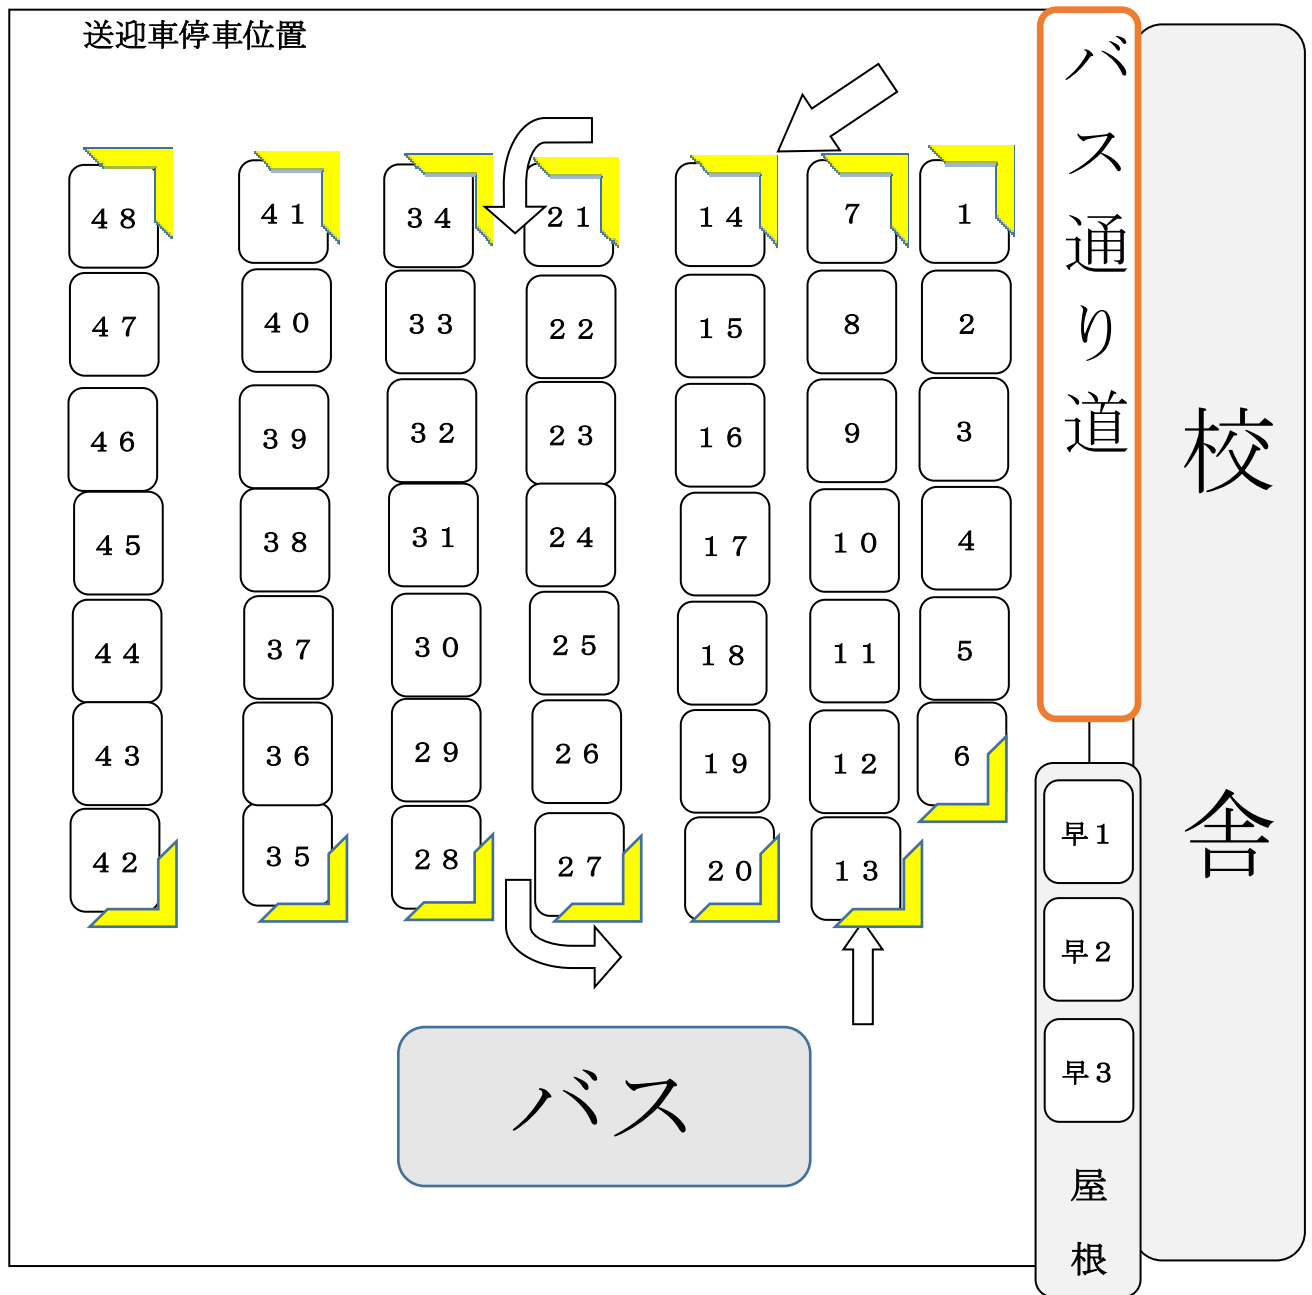 送迎車停車位置
バス通り道
校舎
４８ ４１ ３４ ２１ １４ ７ １
４７ ４０ ３３ ２２ １５ ８ ２
４６ ３９ ３２ ２３ １６ ９ ３
４５ ３８ ３１ ２４ １７ １０ ４
４４ ３７ ３０ ２５ １８ １１ ５
４３ ３６ ２９ ２６ １９ １２ ６
４２ ３５ ２８ ２７ ２０ １３
早１
早２
早３
屋根
バス